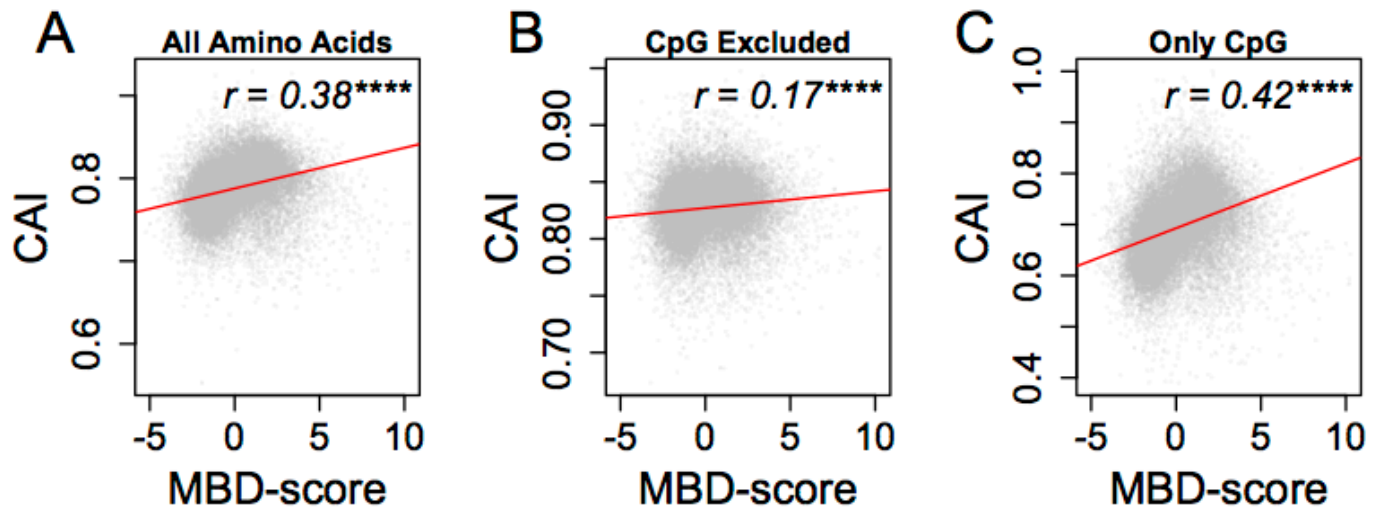 A
All Amino Acids
r = 0.38****
CAI
0.8
0.6
-5 0 5 10
MBD-score
B
CpG Excluded
r = 0.17****
CAI
0.90
0.80
0.70
-5 0 5 10
MBD-score
C
Only CpG
r = 0.42****
CAI
1.0
0.8
0.6
0.4
-5 0 5 10
MBD-score